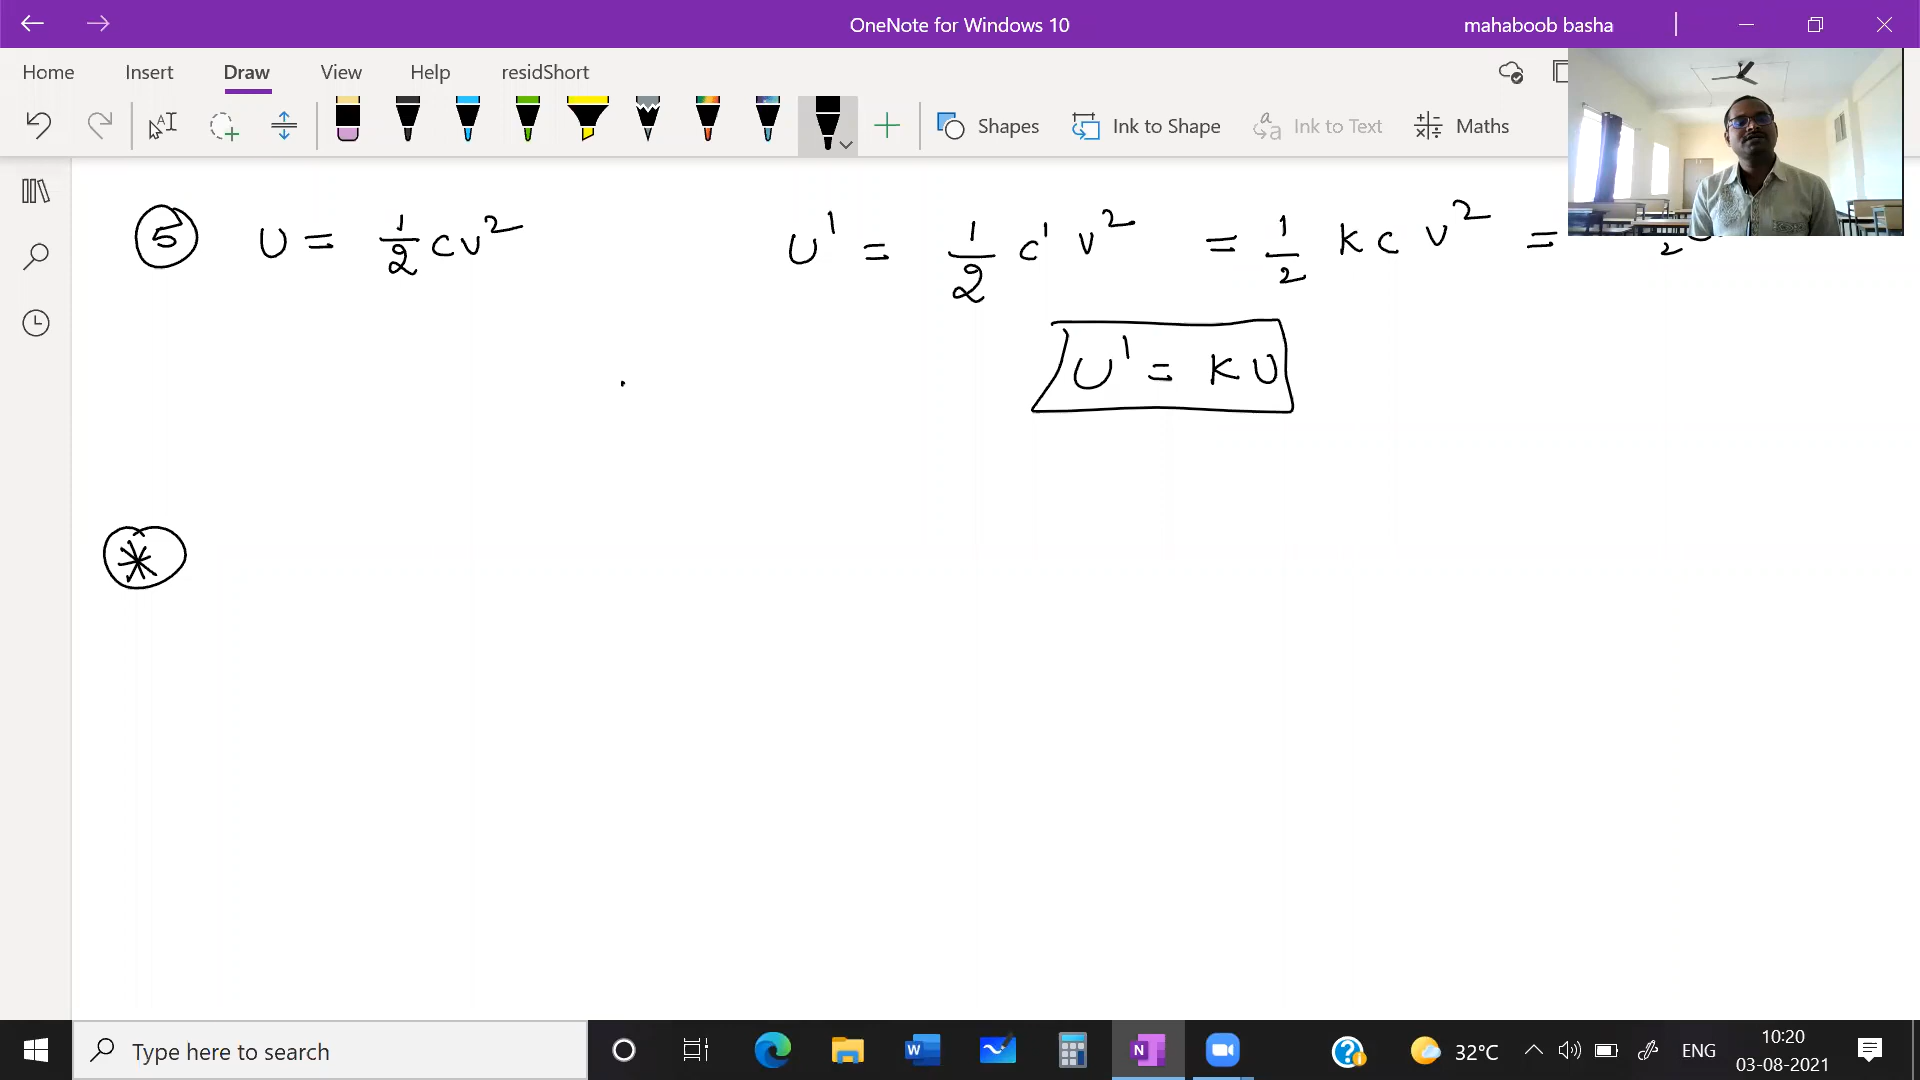 OneNote for Windows 10
mahaboob basha
Home Insert Draw View Help residShort
Shapes Ink to Shape Ink to Text Maths
5 U = 1/2 CV² U' = 1/2 C' V² = 1/2 K C V² =
U' = K U
*
Type here to search
32°C ENG 10:20
03-08-2021